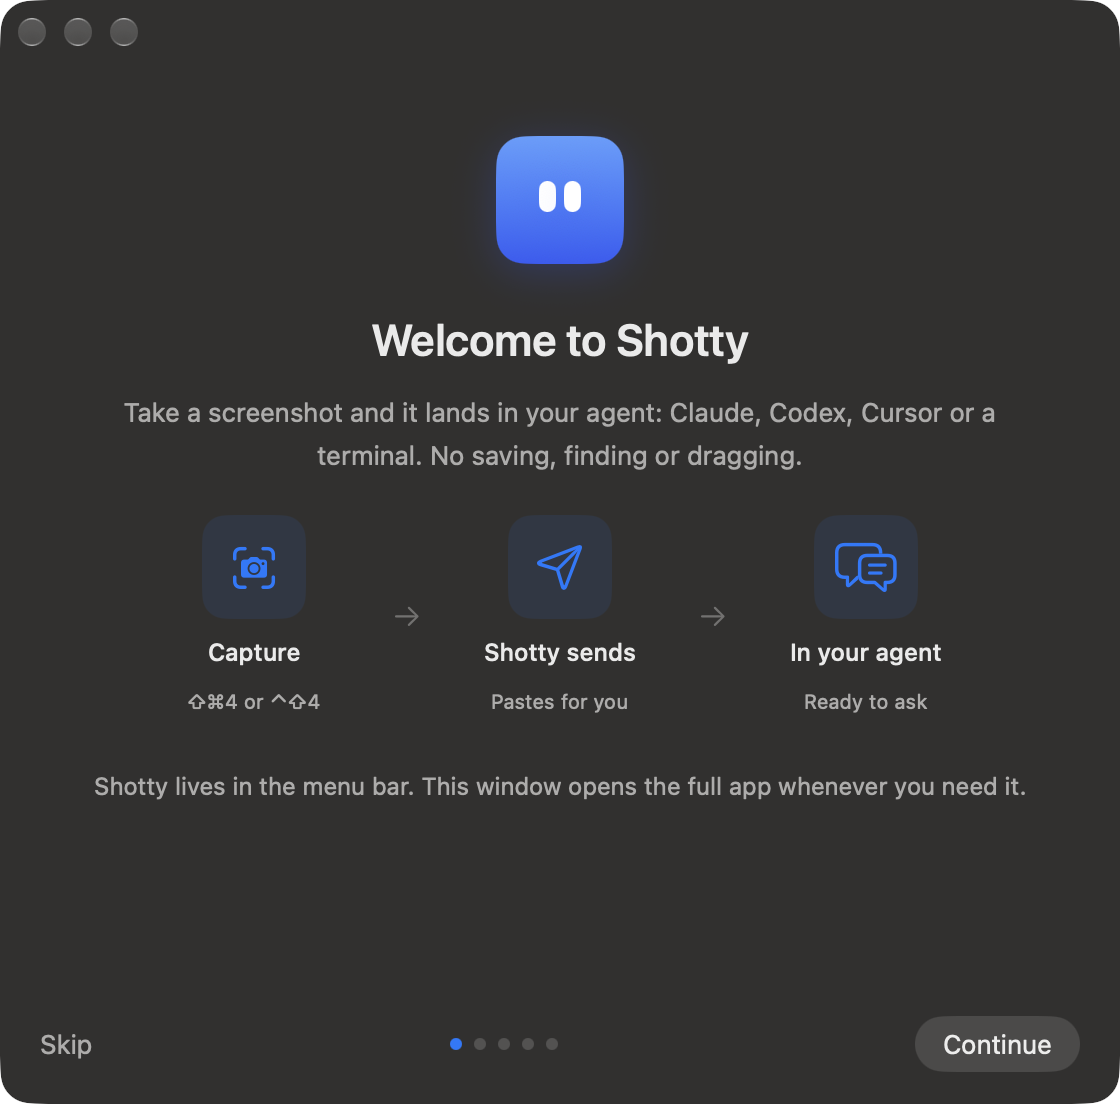 Welcome to Shotty
Take a screenshot and it lands in your agent: Claude, Codex, Cursor or a
terminal. No saving, finding or dragging.
Capture
Shotty sends
In your agent
⇧⌘4 or ⌃⇧4
Pastes for you
Ready to ask
Shotty lives in the menu bar. This window opens the full app whenever you need it.
Skip
Continue